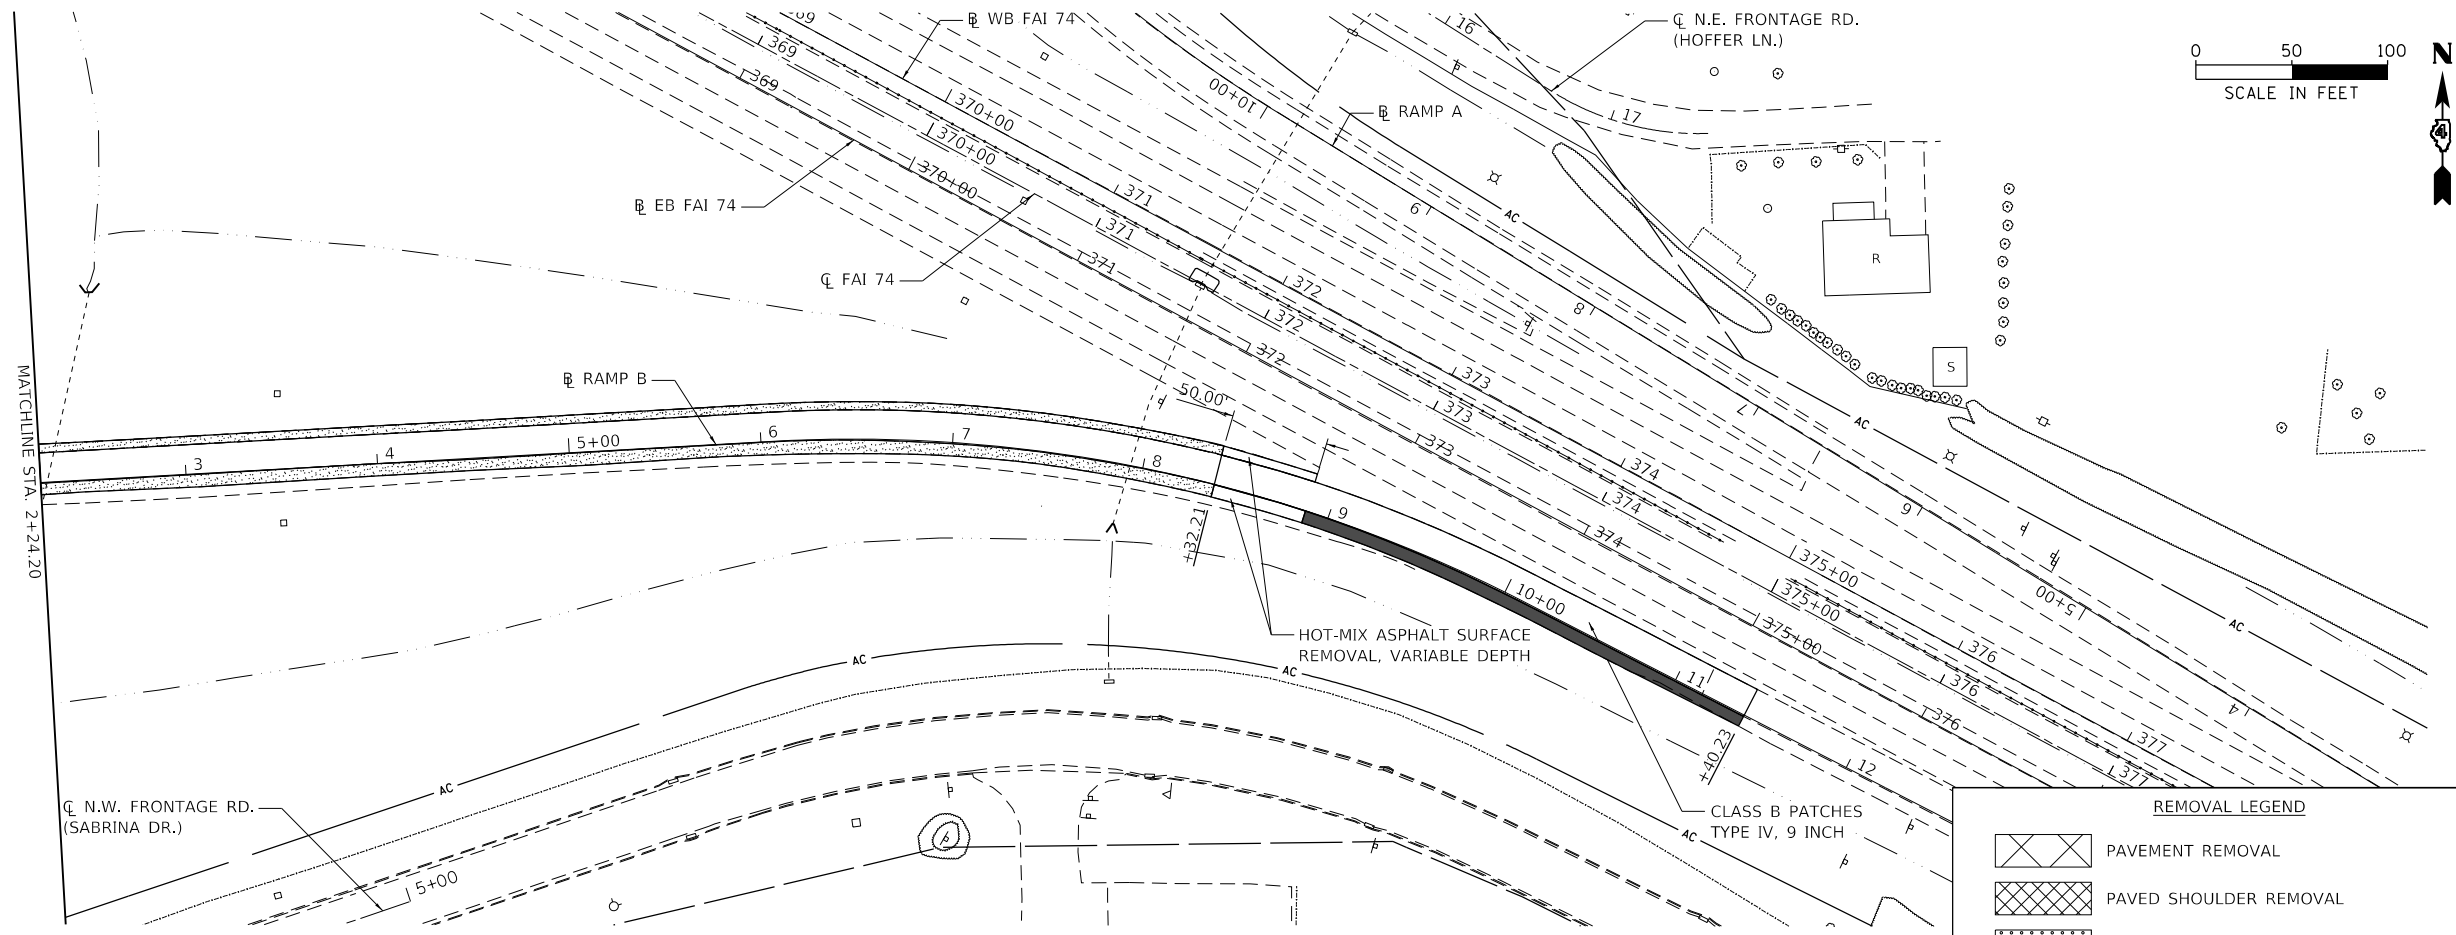 ℄ N.E. FRONTAGE RD.
(HOFFER LN.)
0 50 100
SCALE IN FEET
N
4
B̵L WB FAI 74
B̵L RAMP A
B̵L EB FAI 74
℄ FAI 74
B̵L RAMP B
MATCHLINE STA. 2+24.20
16
17
10+00
9
8
7
6
5+00
4
69
370+00
371
372
373
374
375+00
376
377
369
370+00
371
372
373
374
375+00
376
377
369
370+00
371
372
373
374
375+00
376
3
4
5+00
6
7
8
9
10+00
11
12
50.00'
+32.21
+40.23
AC
AC
AC
AC
AC
AC
AC
R
S
HOT-MIX ASPHALT SURFACE
REMOVAL, VARIABLE DEPTH
CLASS B PATCHES
TYPE IV, 9 INCH
℄ N.W. FRONTAGE RD.
(SABRINA DR.)
5+00
REMOVAL LEGEND
PAVEMENT REMOVAL
PAVED SHOULDER REMOVAL